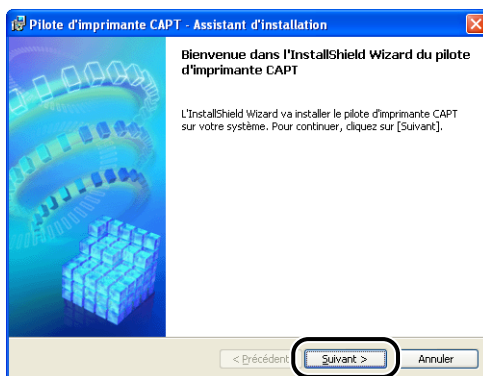 Pilote d'imprimante CAPT - Assistant d'installation
Bienvenue dans l'InstallShield Wizard du pilote
d'imprimante CAPT
L'InstallShield Wizard va installer le pilote d'imprimante CAPT
sur votre système. Pour continuer, cliquez sur [Suivant].
< Précédent Suivant > Annuler